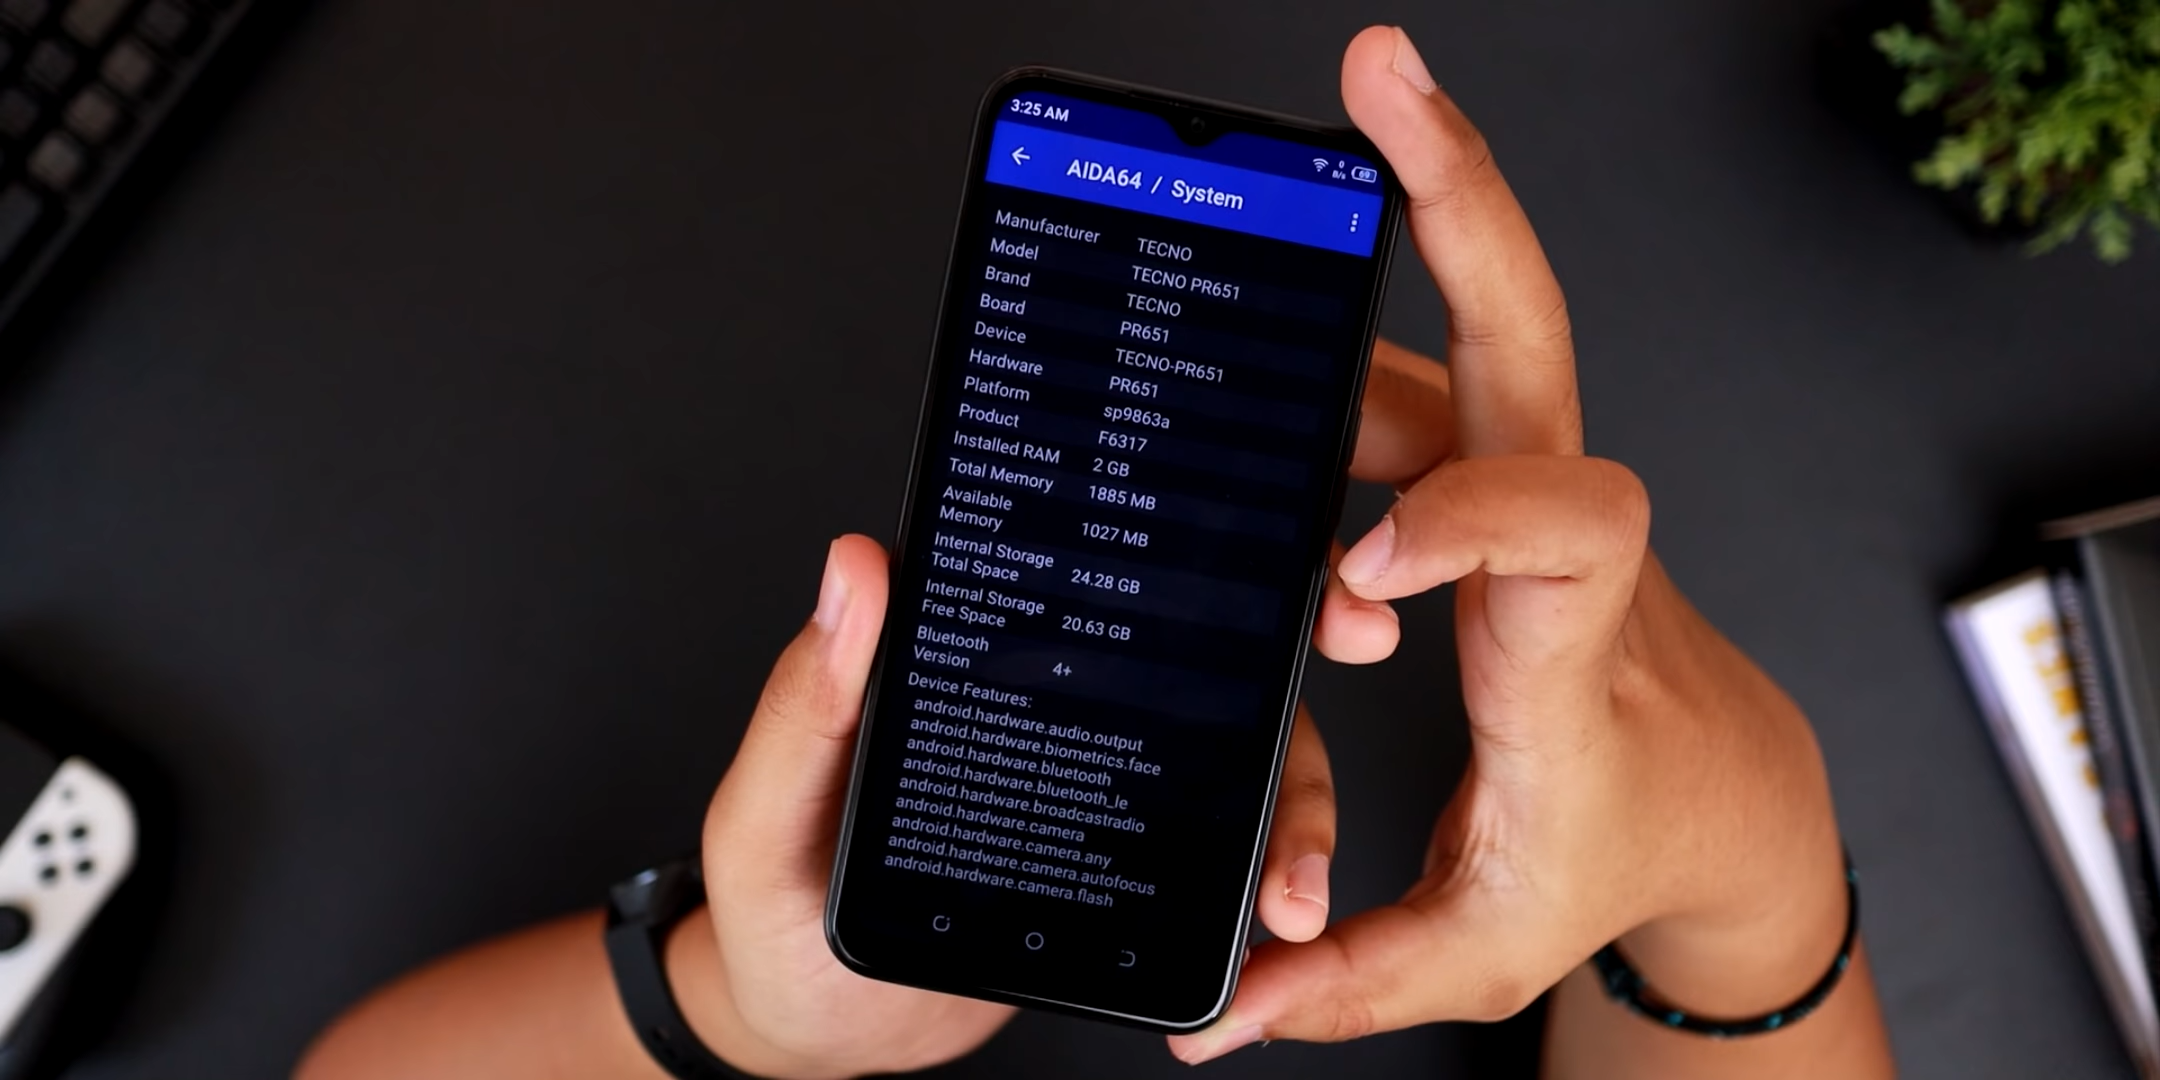 3:25 AM
0
B/s
69
AIDA64 / System
Manufacturer TECNO
Model TECNO PR651
Brand TECNO
Board PR651
Device TECNO-PR651
Hardware PR651
Platform sp9863a
Product F6317
Installed RAM 2 GB
Total Memory 1885 MB
Available
Memory 1027 MB
Internal Storage
Total Space 24.28 GB
Internal Storage
Free Space 20.63 GB
Bluetooth
Version 4+
Device Features:
android.hardware.audio.output
android.hardware.biometrics.face
android.hardware.bluetooth
android.hardware.bluetooth_le
android.hardware.broadcastradio
android.hardware.camera
android.hardware.camera.any
android.hardware.camera.autofocus
android.hardware.camera.flash